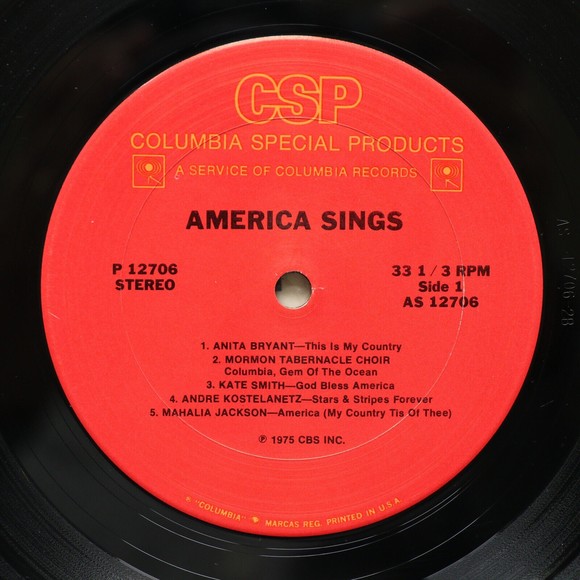 CSP
COLUMBIA SPECIAL PRODUCTS
A SERVICE OF COLUMBIA RECORDS
AMERICA SINGS
P 12706
STEREO
33 1/3 RPM
Side 1
AS 12706
1. ANITA BRYANT—This Is My Country
2. MORMON TABERNACLE CHOIR
Columbia, Gem Of The Ocean
3. KATE SMITH—God Bless America
4. ANDRE KOSTELANETZ—Stars & Stripes Forever
5. MAHALIA JACKSON—America (My Country Tis Of Thee)
℗ 1975 CBS INC.
"COLUMBIA" MARCAS REG. PRINTED IN U.S.A.